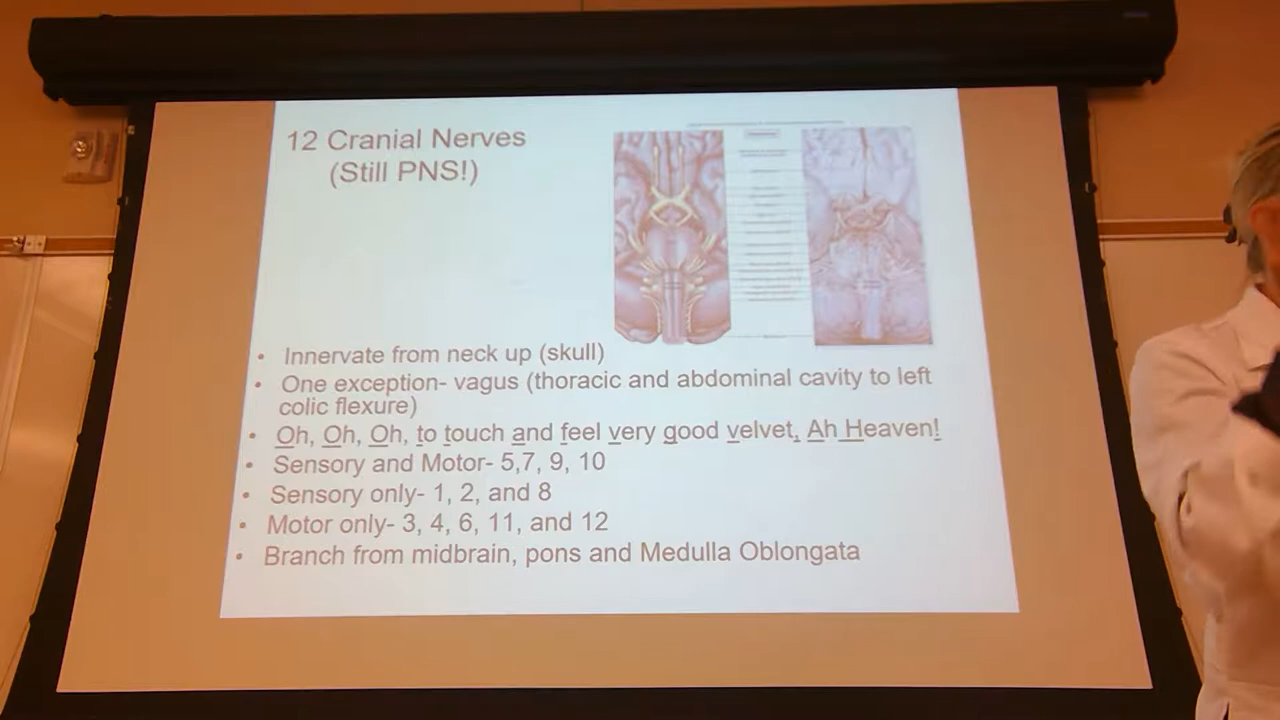 12 Cranial Nerves
(Still PNS!)
• Innervate from neck up (skull)
• One exception- vagus (thoracic and abdominal cavity to left
colic flexure)
• Oh, Oh, Oh, to touch and feel very good velvet, Ah Heaven!
• Sensory and Motor- 5,7, 9, 10
• Sensory only- 1, 2, and 8
• Motor only- 3, 4, 6, 11, and 12
• Branch from midbrain, pons and Medulla Oblongata